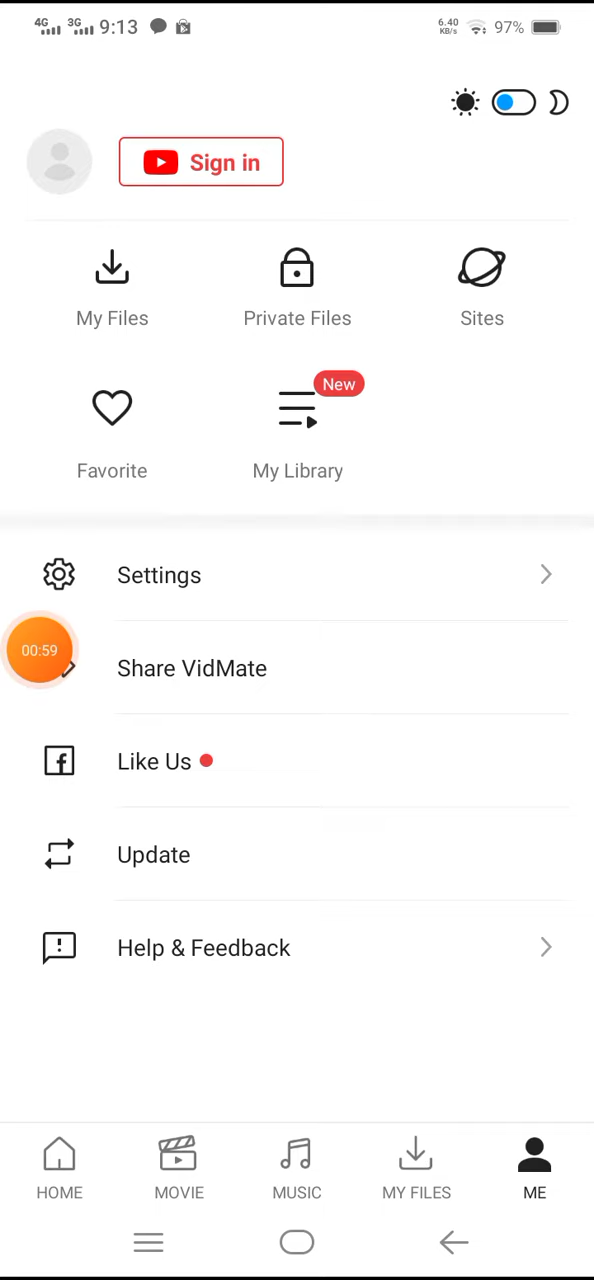 4G 3G 9:13 6.40 KB/s 97%
Sign in
My Files Private Files Sites
New
Favorite My Library
Settings
00:59
Share VidMate
Like Us
Update
Help & Feedback
HOME MOVIE MUSIC MY FILES ME